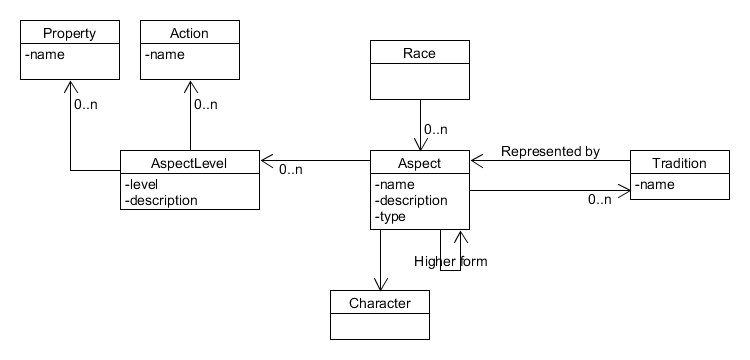 Property
-name
Action
-name
Race
0..n
0..n
0..n
AspectLevel
-level
-description
0..n
Aspect
-name
-description
-type
Represented by
0..n
Tradition
-name
Higher form
Character